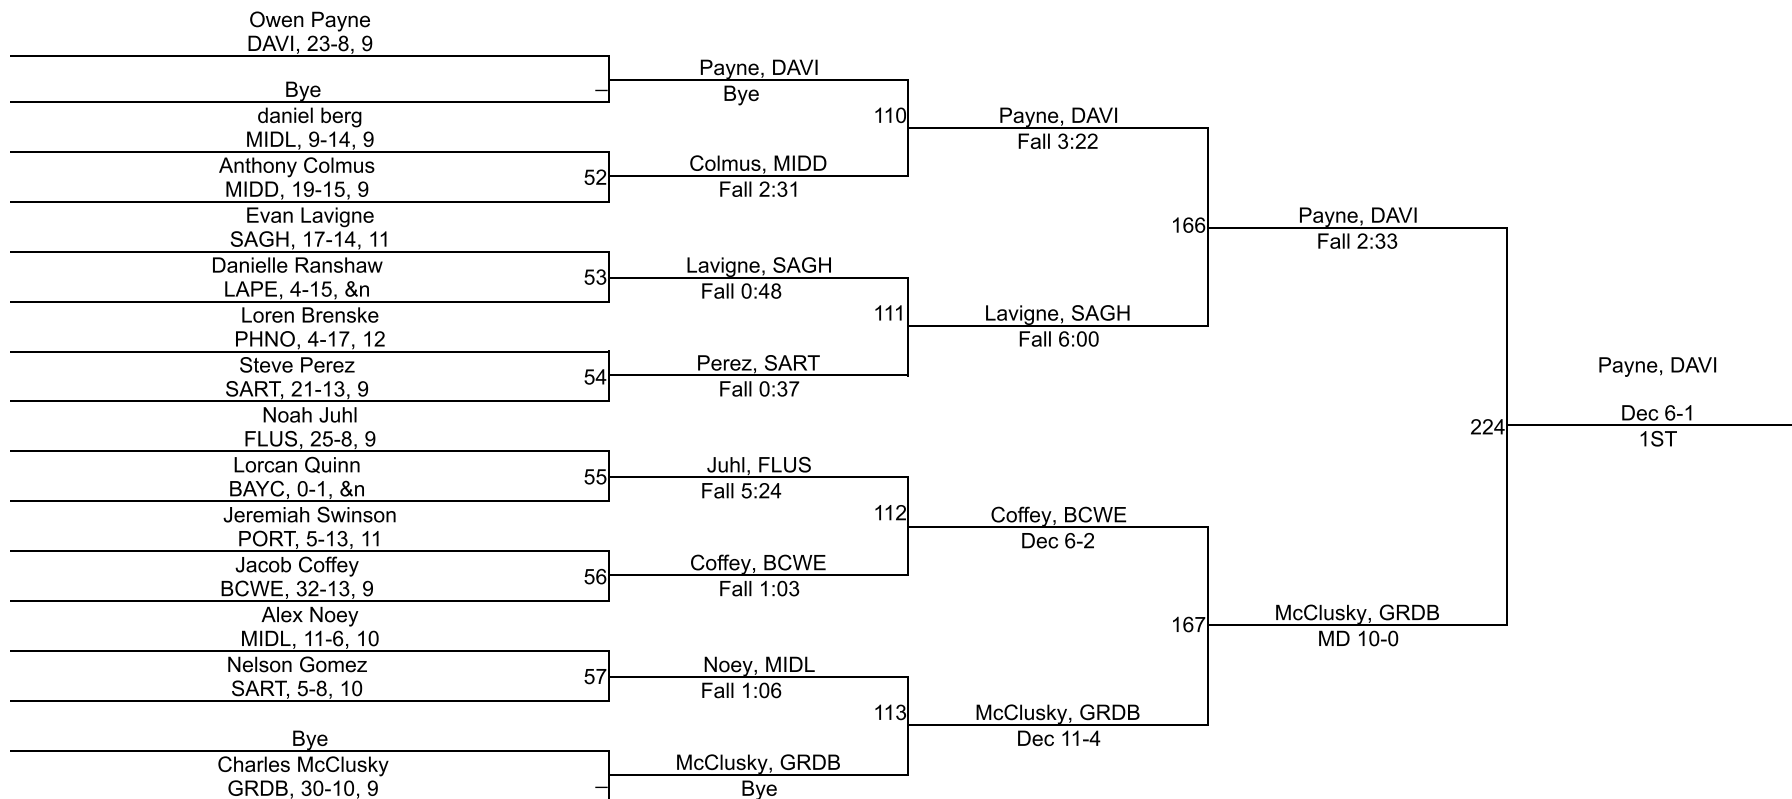 Owen Payne
DAVI, 23-8, 9
Bye
–
daniel berg
MIDL, 9-14, 9
Anthony Colmus
MIDD, 19-15, 9
52
Evan Lavigne
SAGH, 17-14, 11
Danielle Ranshaw
LAPE, 4-15, &n
53
Loren Brenske
PHNO, 4-17, 12
Steve Perez
SART, 21-13, 9
54
Noah Juhl
FLUS, 25-8, 9
Lorcan Quinn
BAYC, 0-1, &n
55
Jeremiah Swinson
PORT, 5-13, 11
Jacob Coffey
BCWE, 32-13, 9
56
Alex Noey
MIDL, 11-6, 10
Nelson Gomez
SART, 5-8, 10
57
Bye
Charles McClusky
GRDB, 30-10, 9
–
Payne, DAVI
Bye
110
Colmus, MIDD
Fall 2:31
Lavigne, SAGH
Fall 0:48
111
Perez, SART
Fall 0:37
Juhl, FLUS
Fall 5:24
112
Coffey, BCWE
Fall 1:03
Noey, MIDL
Fall 1:06
113
McClusky, GRDB
Bye
Payne, DAVI
Fall 3:22
166
Lavigne, SAGH
Fall 6:00
Coffey, BCWE
Dec 6-2
167
McClusky, GRDB
Dec 11-4
Payne, DAVI
Fall 2:33
224
McClusky, GRDB
MD 10-0
Payne, DAVI
Dec 6-1
1ST